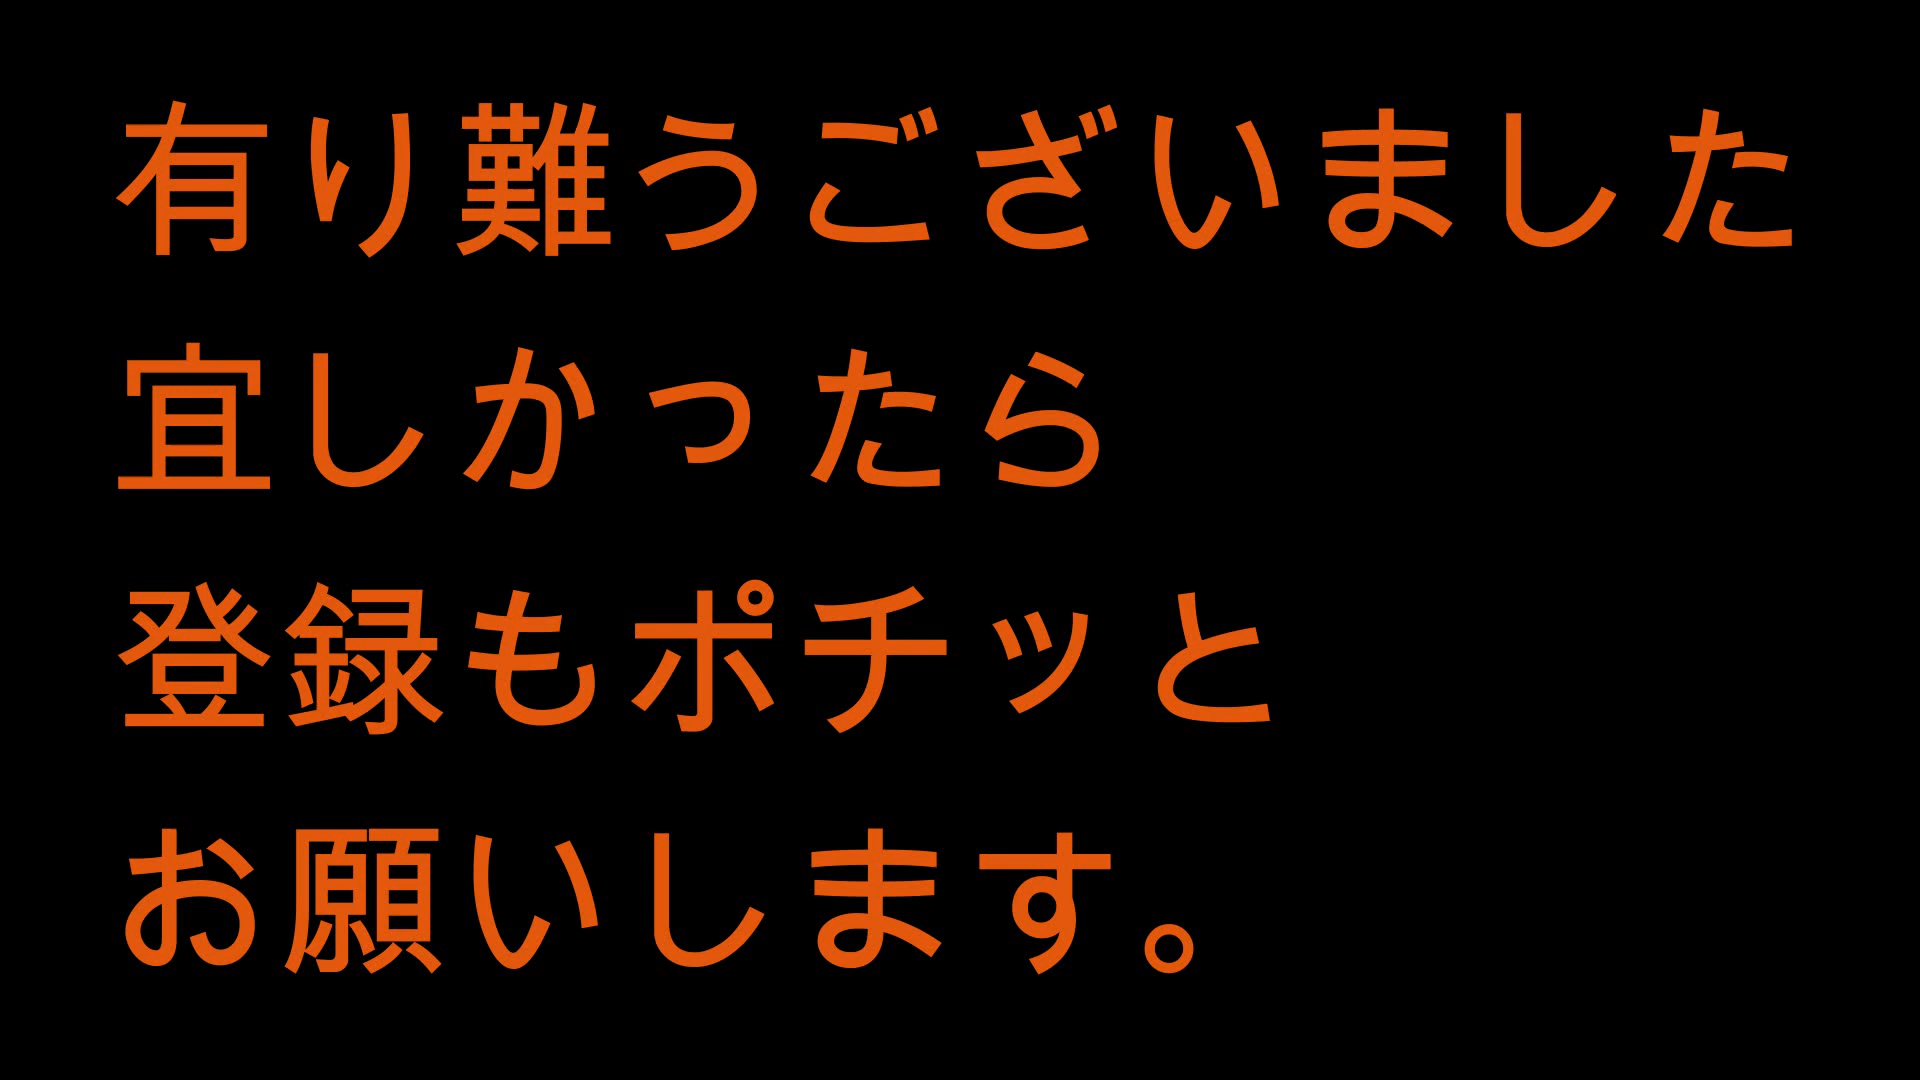 有り難うございました
宜しかったら
登録もポチッと
お願いします。